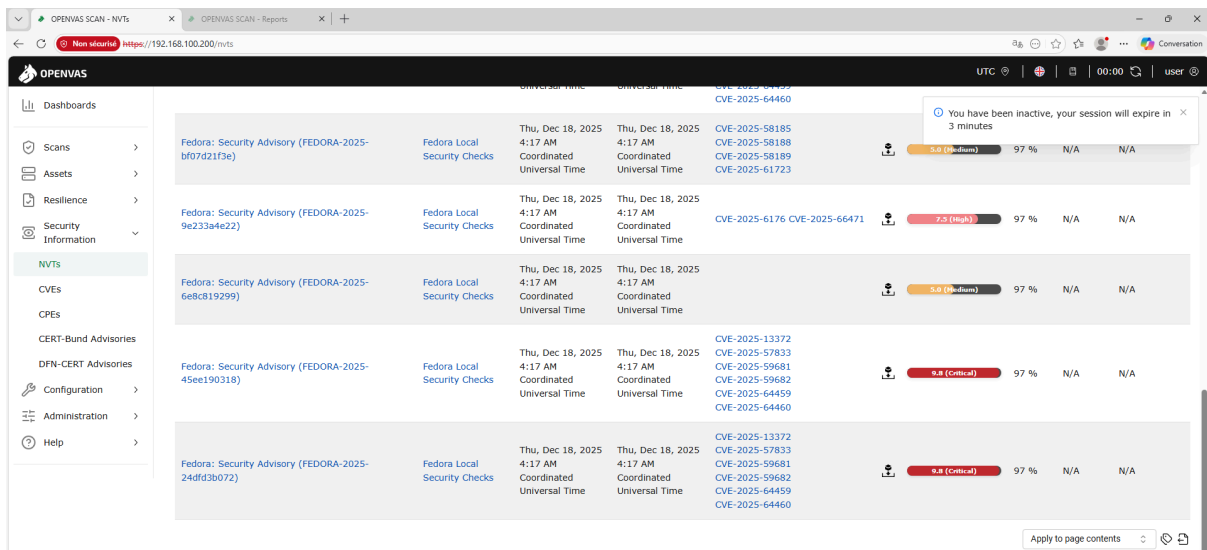 OPENVAS SCAN - NVTs
OPENVAS SCAN - Reports
Non sécurisé https://192.168.100.200/nvts
Conversation
OPENVAS
UTC
00:00
user
You have been inactive, your session will expire in
3 minutes
Dashboards
Scans
Assets
Resilience
Security
Information
NVTs
CVEs
CPEs
CERT-Bund Advisories
DFN-CERT Advisories
Configuration
Administration
Help
CVE-2025-64460
Fedora: Security Advisory (FEDORA-2025-
bf07d21f3e)
Fedora Local
Security Checks
Thu, Dec 18, 2025
4:17 AM
Coordinated
Universal Time
Thu, Dec 18, 2025
4:17 AM
Coordinated
Universal Time
CVE-2025-58185
CVE-2025-58188
CVE-2025-58189
CVE-2025-61723
5.0 (Medium)
97 %
N/A
N/A
Fedora: Security Advisory (FEDORA-2025-
9e233a4e22)
Fedora Local
Security Checks
Thu, Dec 18, 2025
4:17 AM
Coordinated
Universal Time
Thu, Dec 18, 2025
4:17 AM
Coordinated
Universal Time
CVE-2025-6176 CVE-2025-66471
7.5 (High)
97 %
N/A
N/A
Fedora: Security Advisory (FEDORA-2025-
6e8c819299)
Fedora Local
Security Checks
Thu, Dec 18, 2025
4:17 AM
Coordinated
Universal Time
Thu, Dec 18, 2025
4:17 AM
Coordinated
Universal Time
5.0 (Medium)
97 %
N/A
N/A
Fedora: Security Advisory (FEDORA-2025-
45ee190318)
Fedora Local
Security Checks
Thu, Dec 18, 2025
4:17 AM
Coordinated
Universal Time
Thu, Dec 18, 2025
4:17 AM
Coordinated
Universal Time
CVE-2025-13372
CVE-2025-57833
CVE-2025-59681
CVE-2025-59682
CVE-2025-64459
CVE-2025-64460
9.8 (Critical)
97 %
N/A
N/A
Fedora: Security Advisory (FEDORA-2025-
24dfd3b072)
Fedora Local
Security Checks
Thu, Dec 18, 2025
4:17 AM
Coordinated
Universal Time
Thu, Dec 18, 2025
4:17 AM
Coordinated
Universal Time
CVE-2025-13372
CVE-2025-57833
CVE-2025-59681
CVE-2025-59682
CVE-2025-64459
CVE-2025-64460
9.8 (Critical)
97 %
N/A
N/A
Apply to page contents